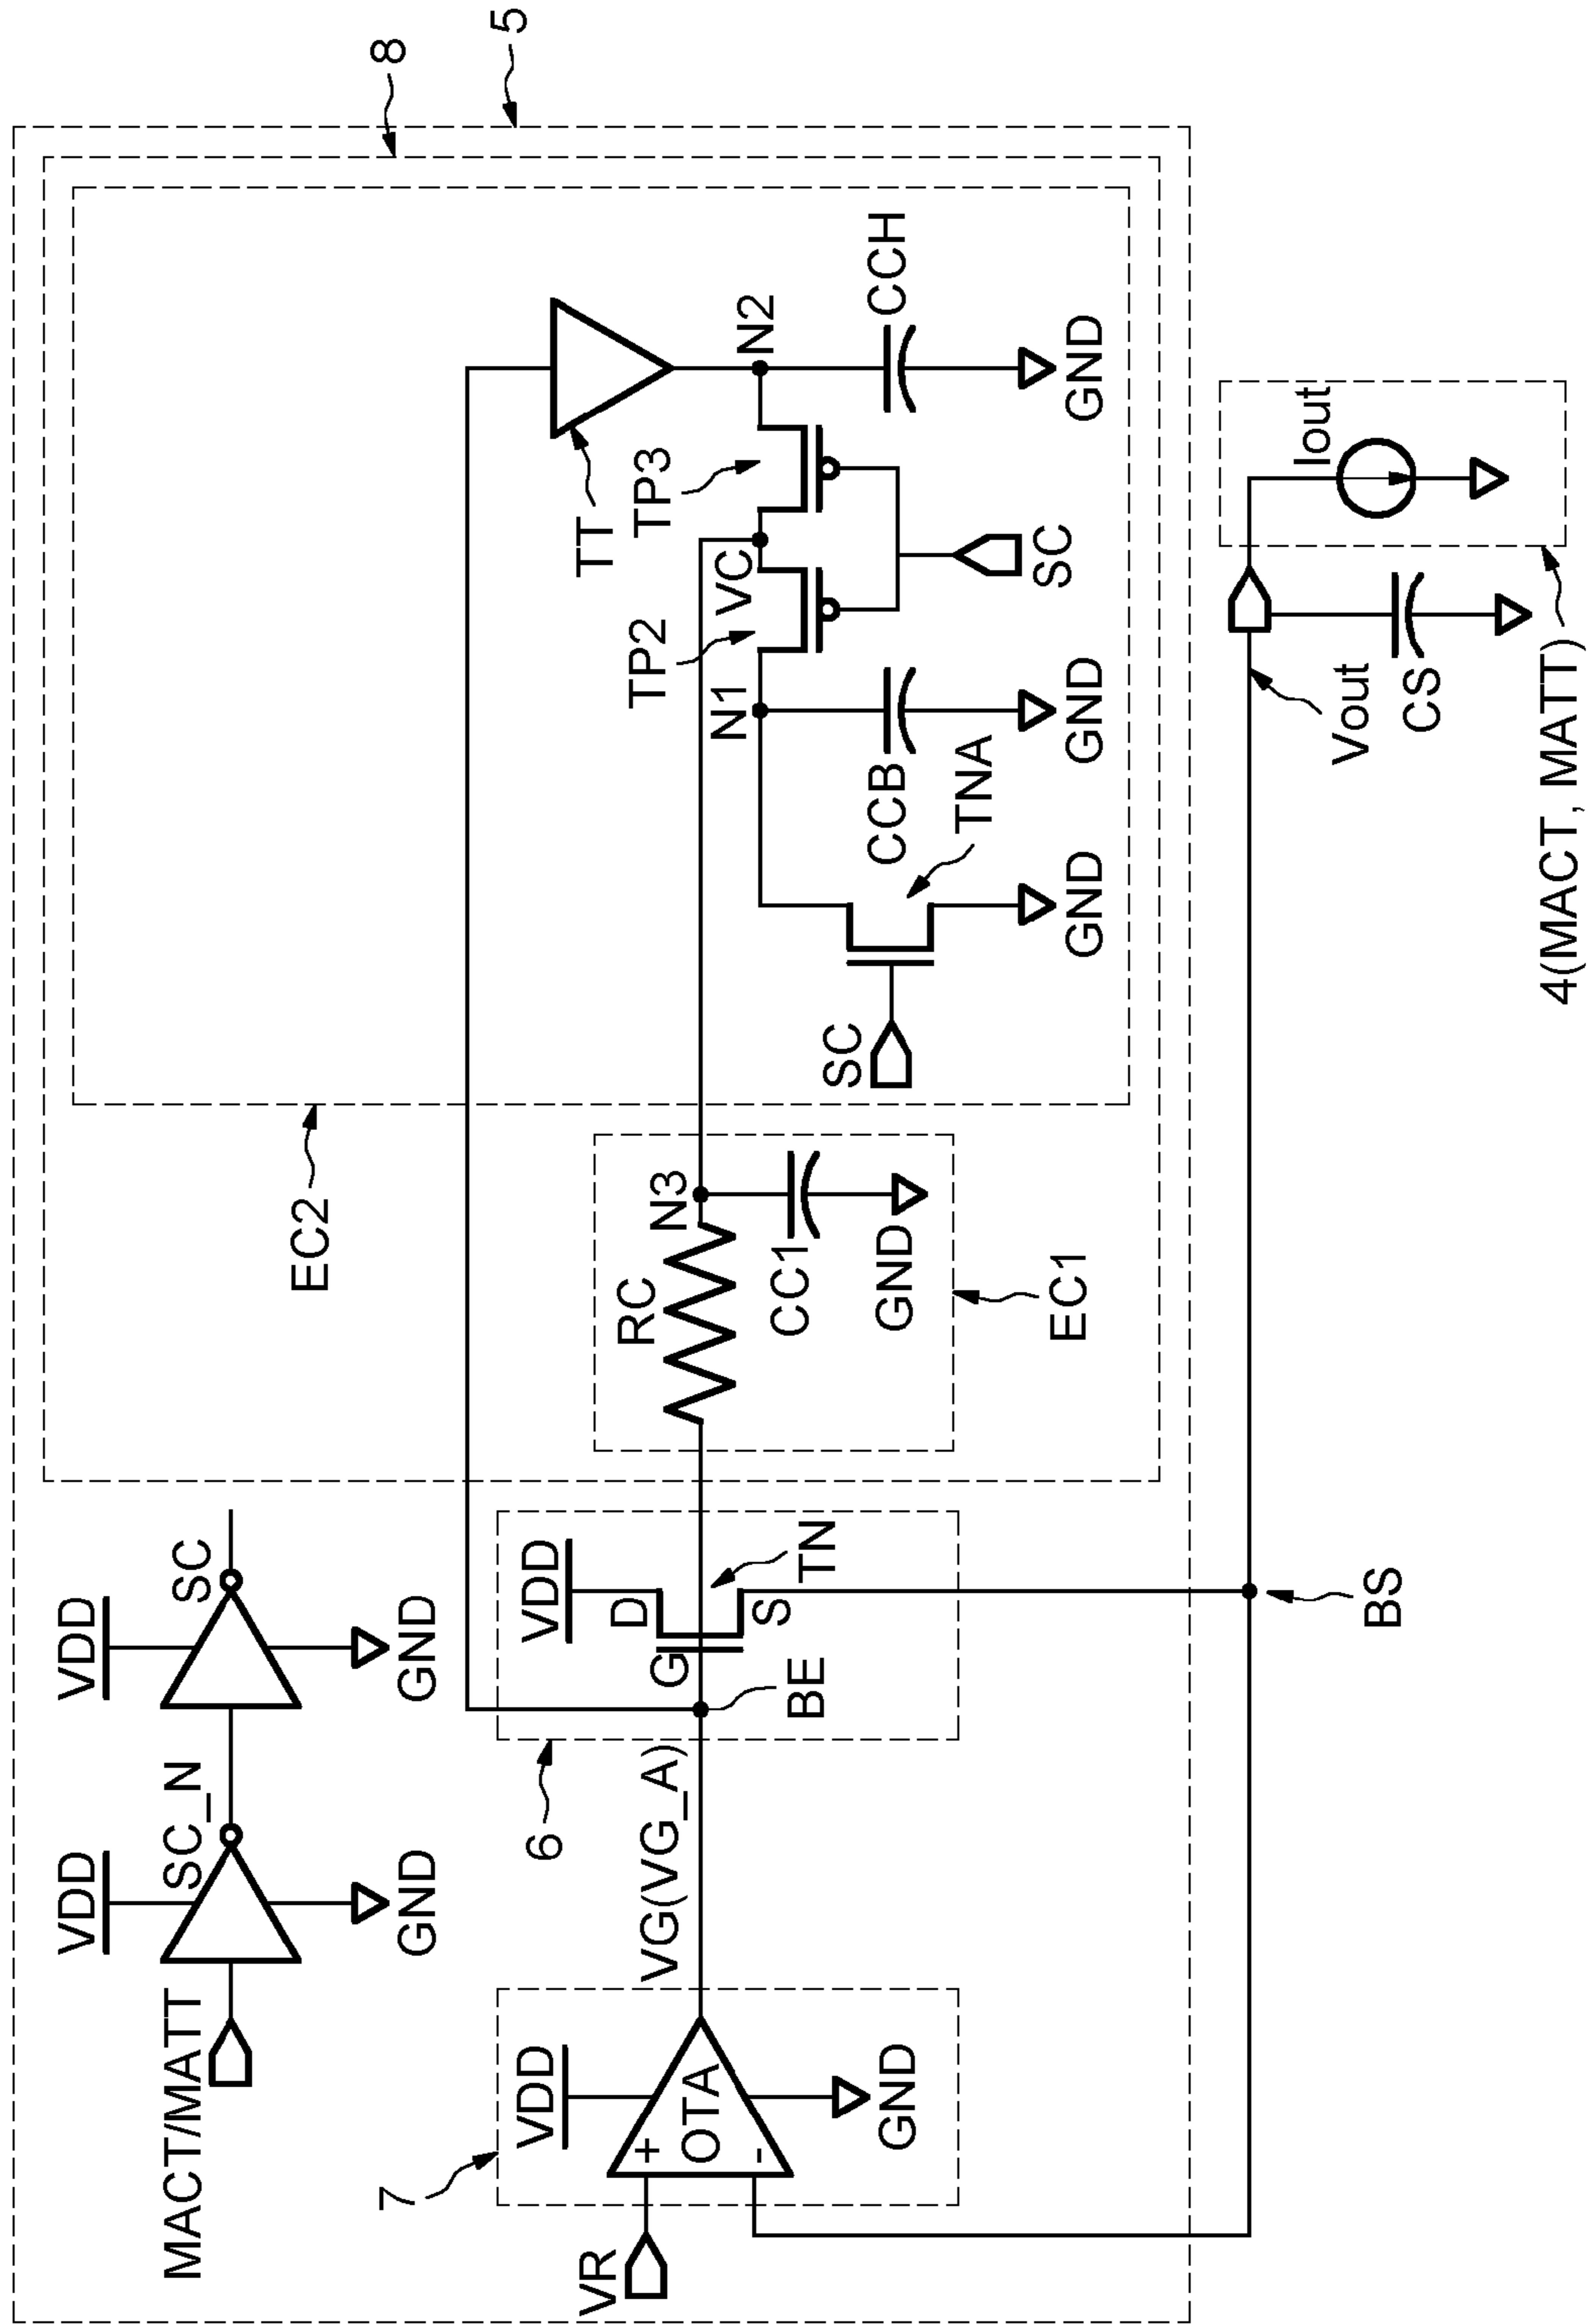 5
8
VDD
VDD
MACT/MATT
SC_N
SC
GND
GND
EC2
TT
TP3
N2
CCH
GND
TP2
VC
N1
CCB
GND
TNA
SC
GND
SC
7
VDD
VR
+
OTA
-
GND
VG(VG_A)
6
VDD
D
G
S
TN
BE
RC
N3
CC1
GND
EC1
BS
Vout
CS
Iout
4(MACT, MATT)